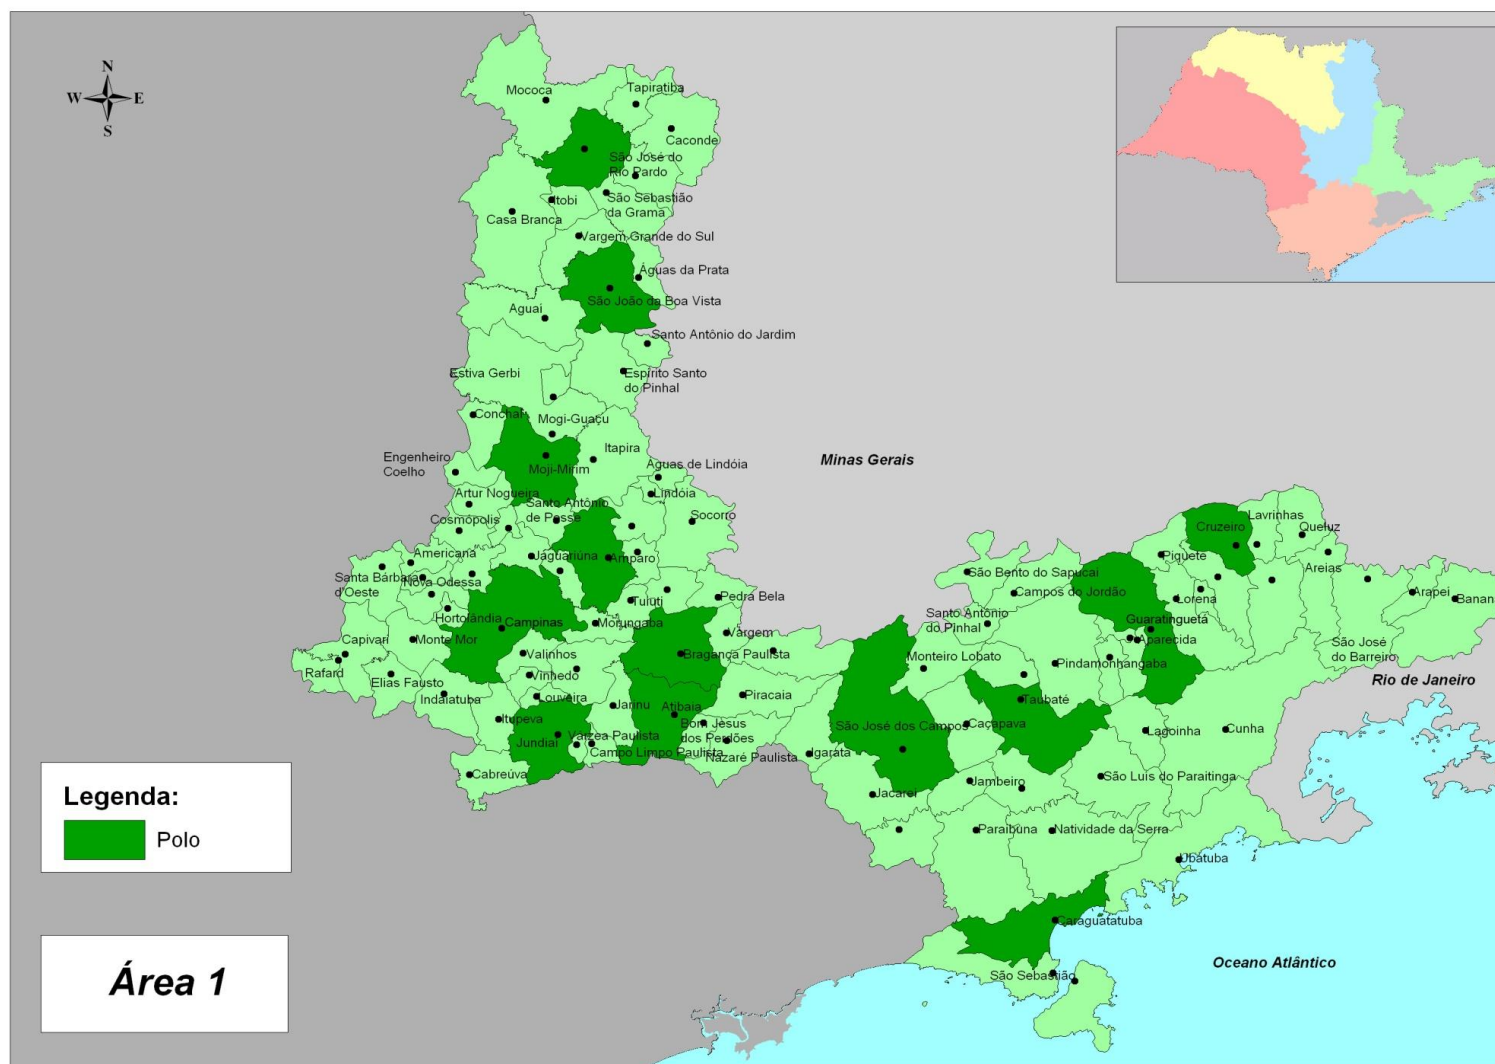 N
W
E
S
Mococa
Tapiratiba
Caconde
São José do
Rio Pardo
Itobi
São Sebastião
da Grama
Casa Branca
Vargem Grande do Sul
Águas da Prata
São João da Boa Vista
Aguaí
Santo Antônio do Jardim
Estiva Gerbi
Espírito Santo
do Pinhal
Conchal
Mogi-Guaçu
Itapira
Engenheiro
Coelho
Moji-Mirim
Águas de Lindóia
Minas Gerais
Artur Nogueira
Lindóia
Santo Antônio
de Posse
Cosmópolis
Socorro
Lavrinhas
Cruzeiro
Queluz
Americana
Jaguariúna
Amparo
Piquete
Areias
Santa Bárbara
d'Oeste
Nova Odessa
São Bento do Sapucaí
Campos do Jordão
Arapeí
Banan
Tuiuti
Pedra Bela
Lorena
Hortolândia
Campinas
Morungaba
Santo Antônio
do Pinhal
Guaratinguetá
Capivari
Monte Mor
Vargem
Aparecida
São José
do Barreiro
Valinhos
Bragança Paulista
Monteiro Lobato
Pindamonhangaba
Rafard
Elias Fausto
Vinhedo
Rio de Janeiro
Indaiatuba
Louveira
Jarinu
Atibaia
Piracaia
Taubaté
Itupeva
Bom Jesus
dos Perdões
São José dos Campos
Caçapava
Lagoinha
Cunha
Jundiaí
Várzea Paulista
Campo Limpo Paulista
Nazaré Paulista
Igaratá
Cabreúva
Jambeiro
São Luís do Paraitinga
Jacareí
Legenda:
Polo
Paraibuna
Natividade da Serra
Ubatuba
Caraguatatuba
Oceano Atlântico
São Sebastião
Área 1